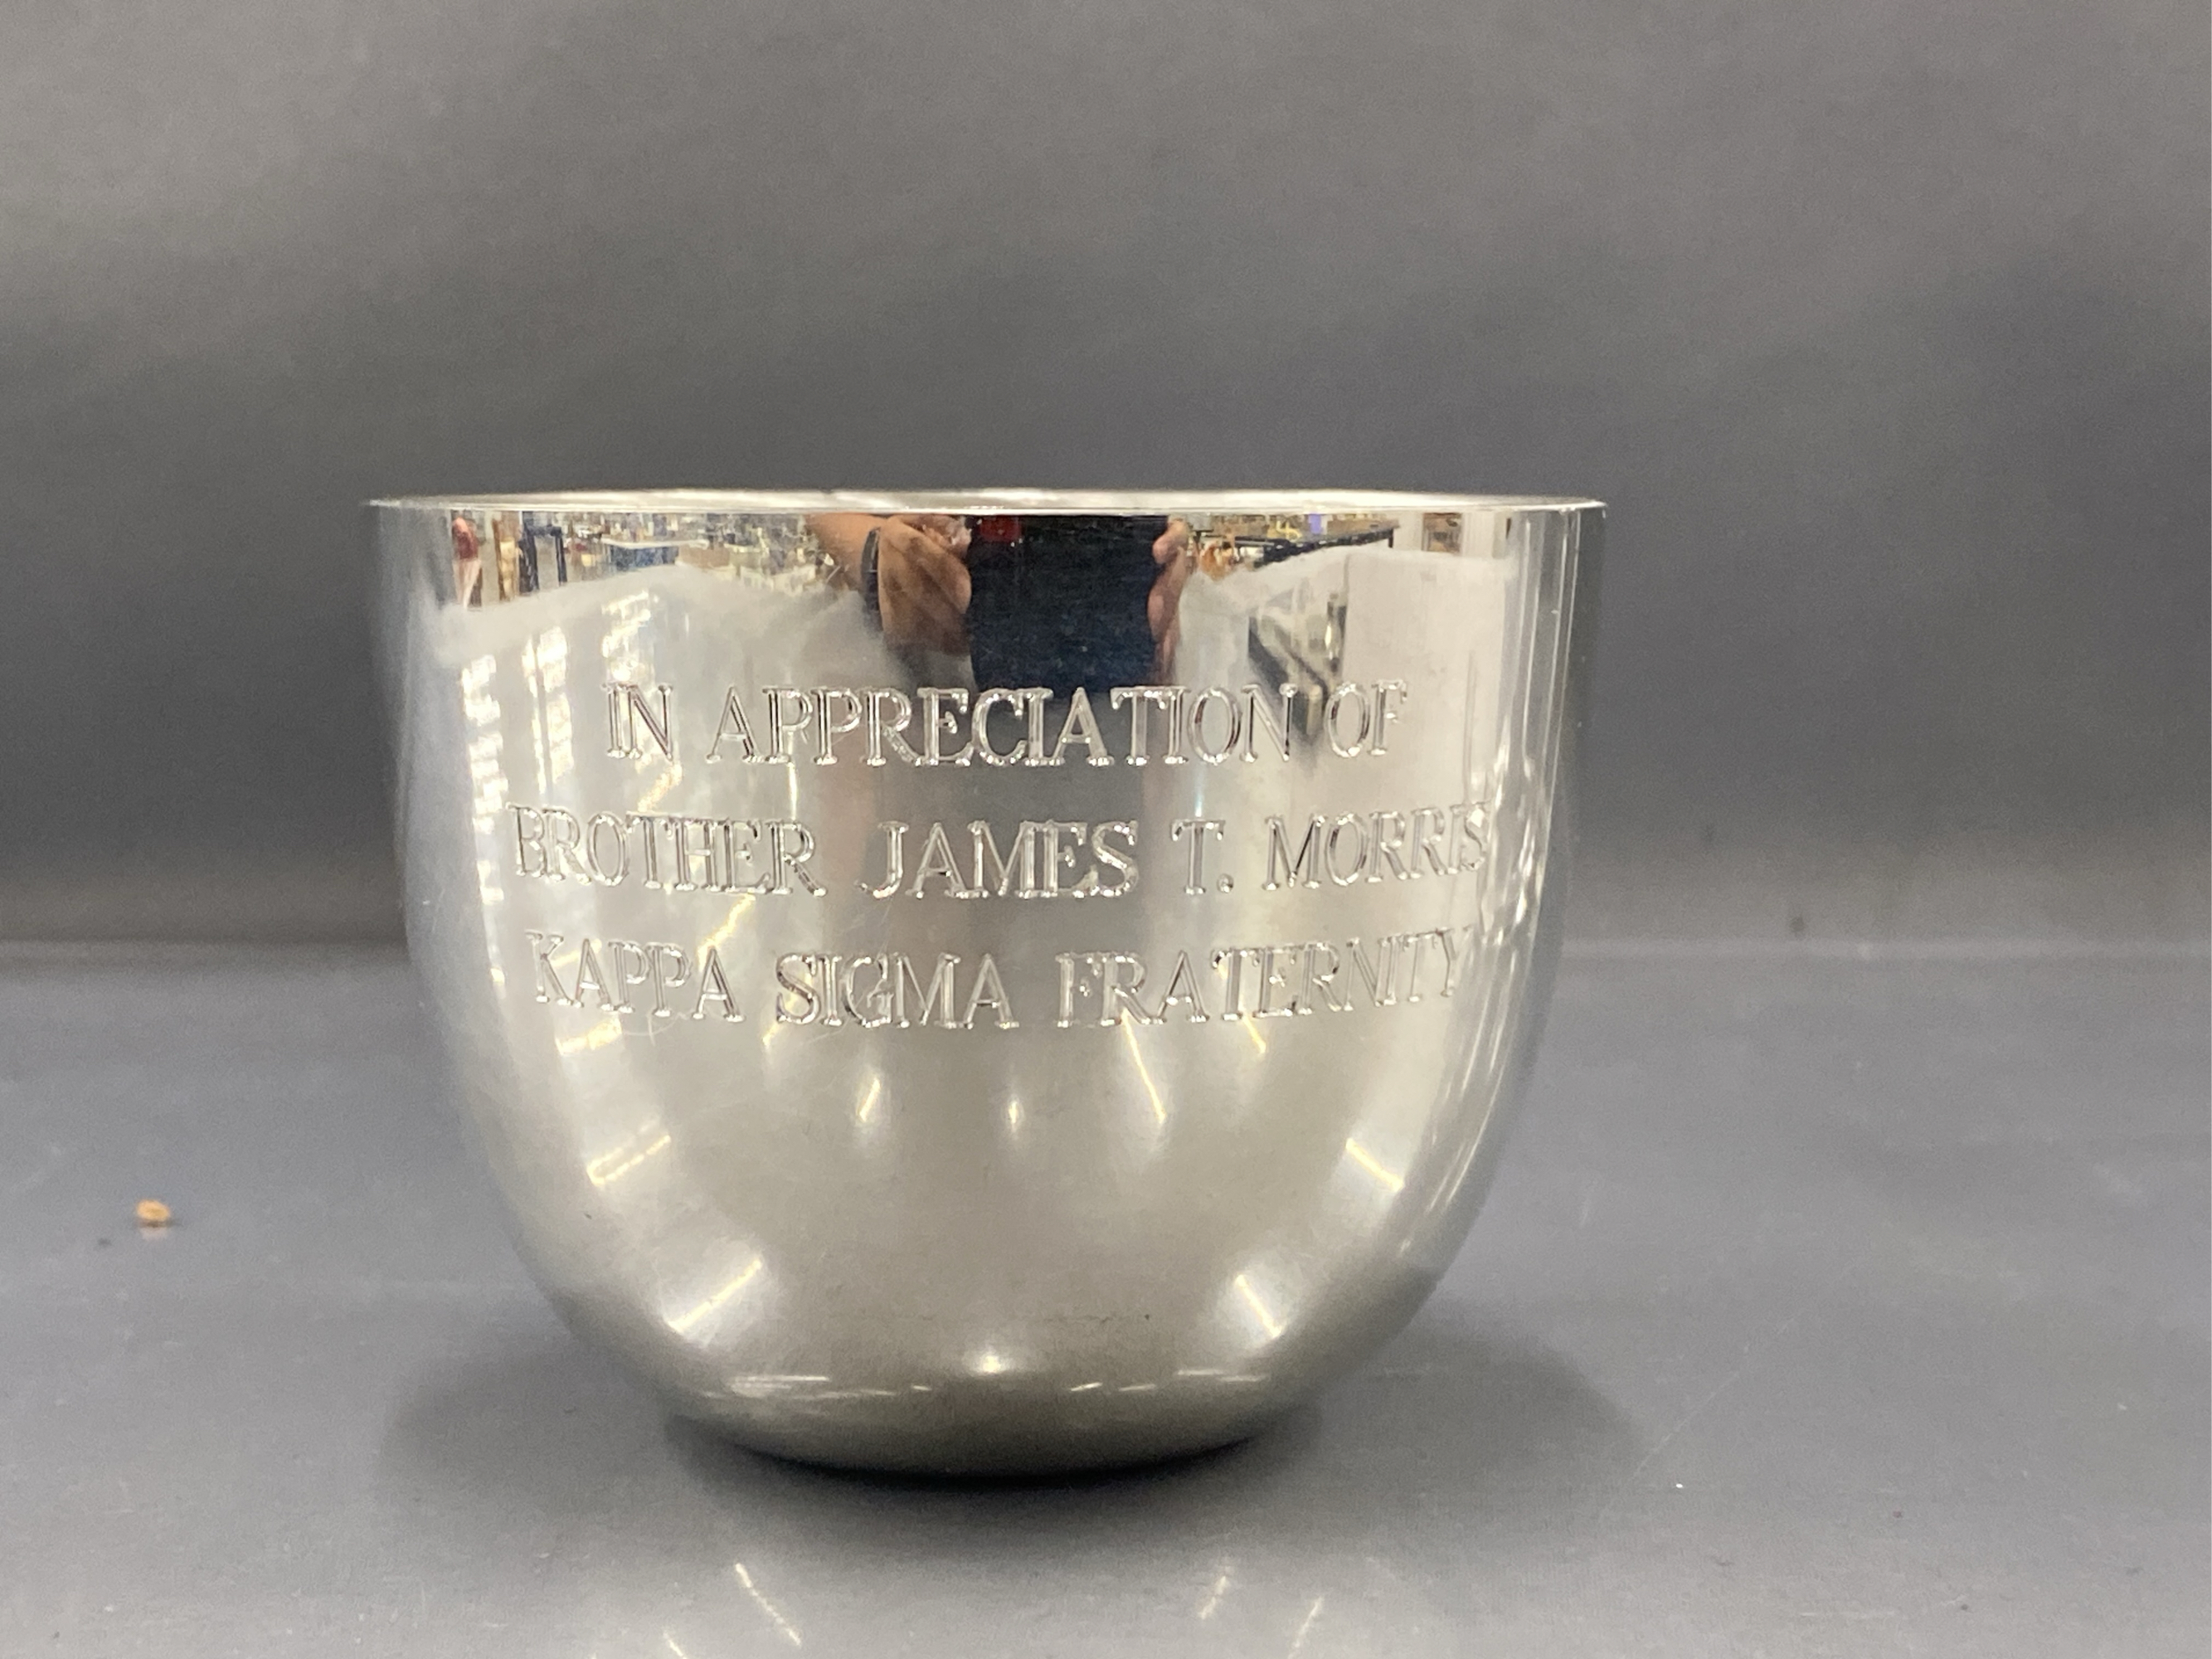 IN APPRECIATION OF
BROTHER JAMES T. MORRIS
KAPPA SIGMA FRATERNITY